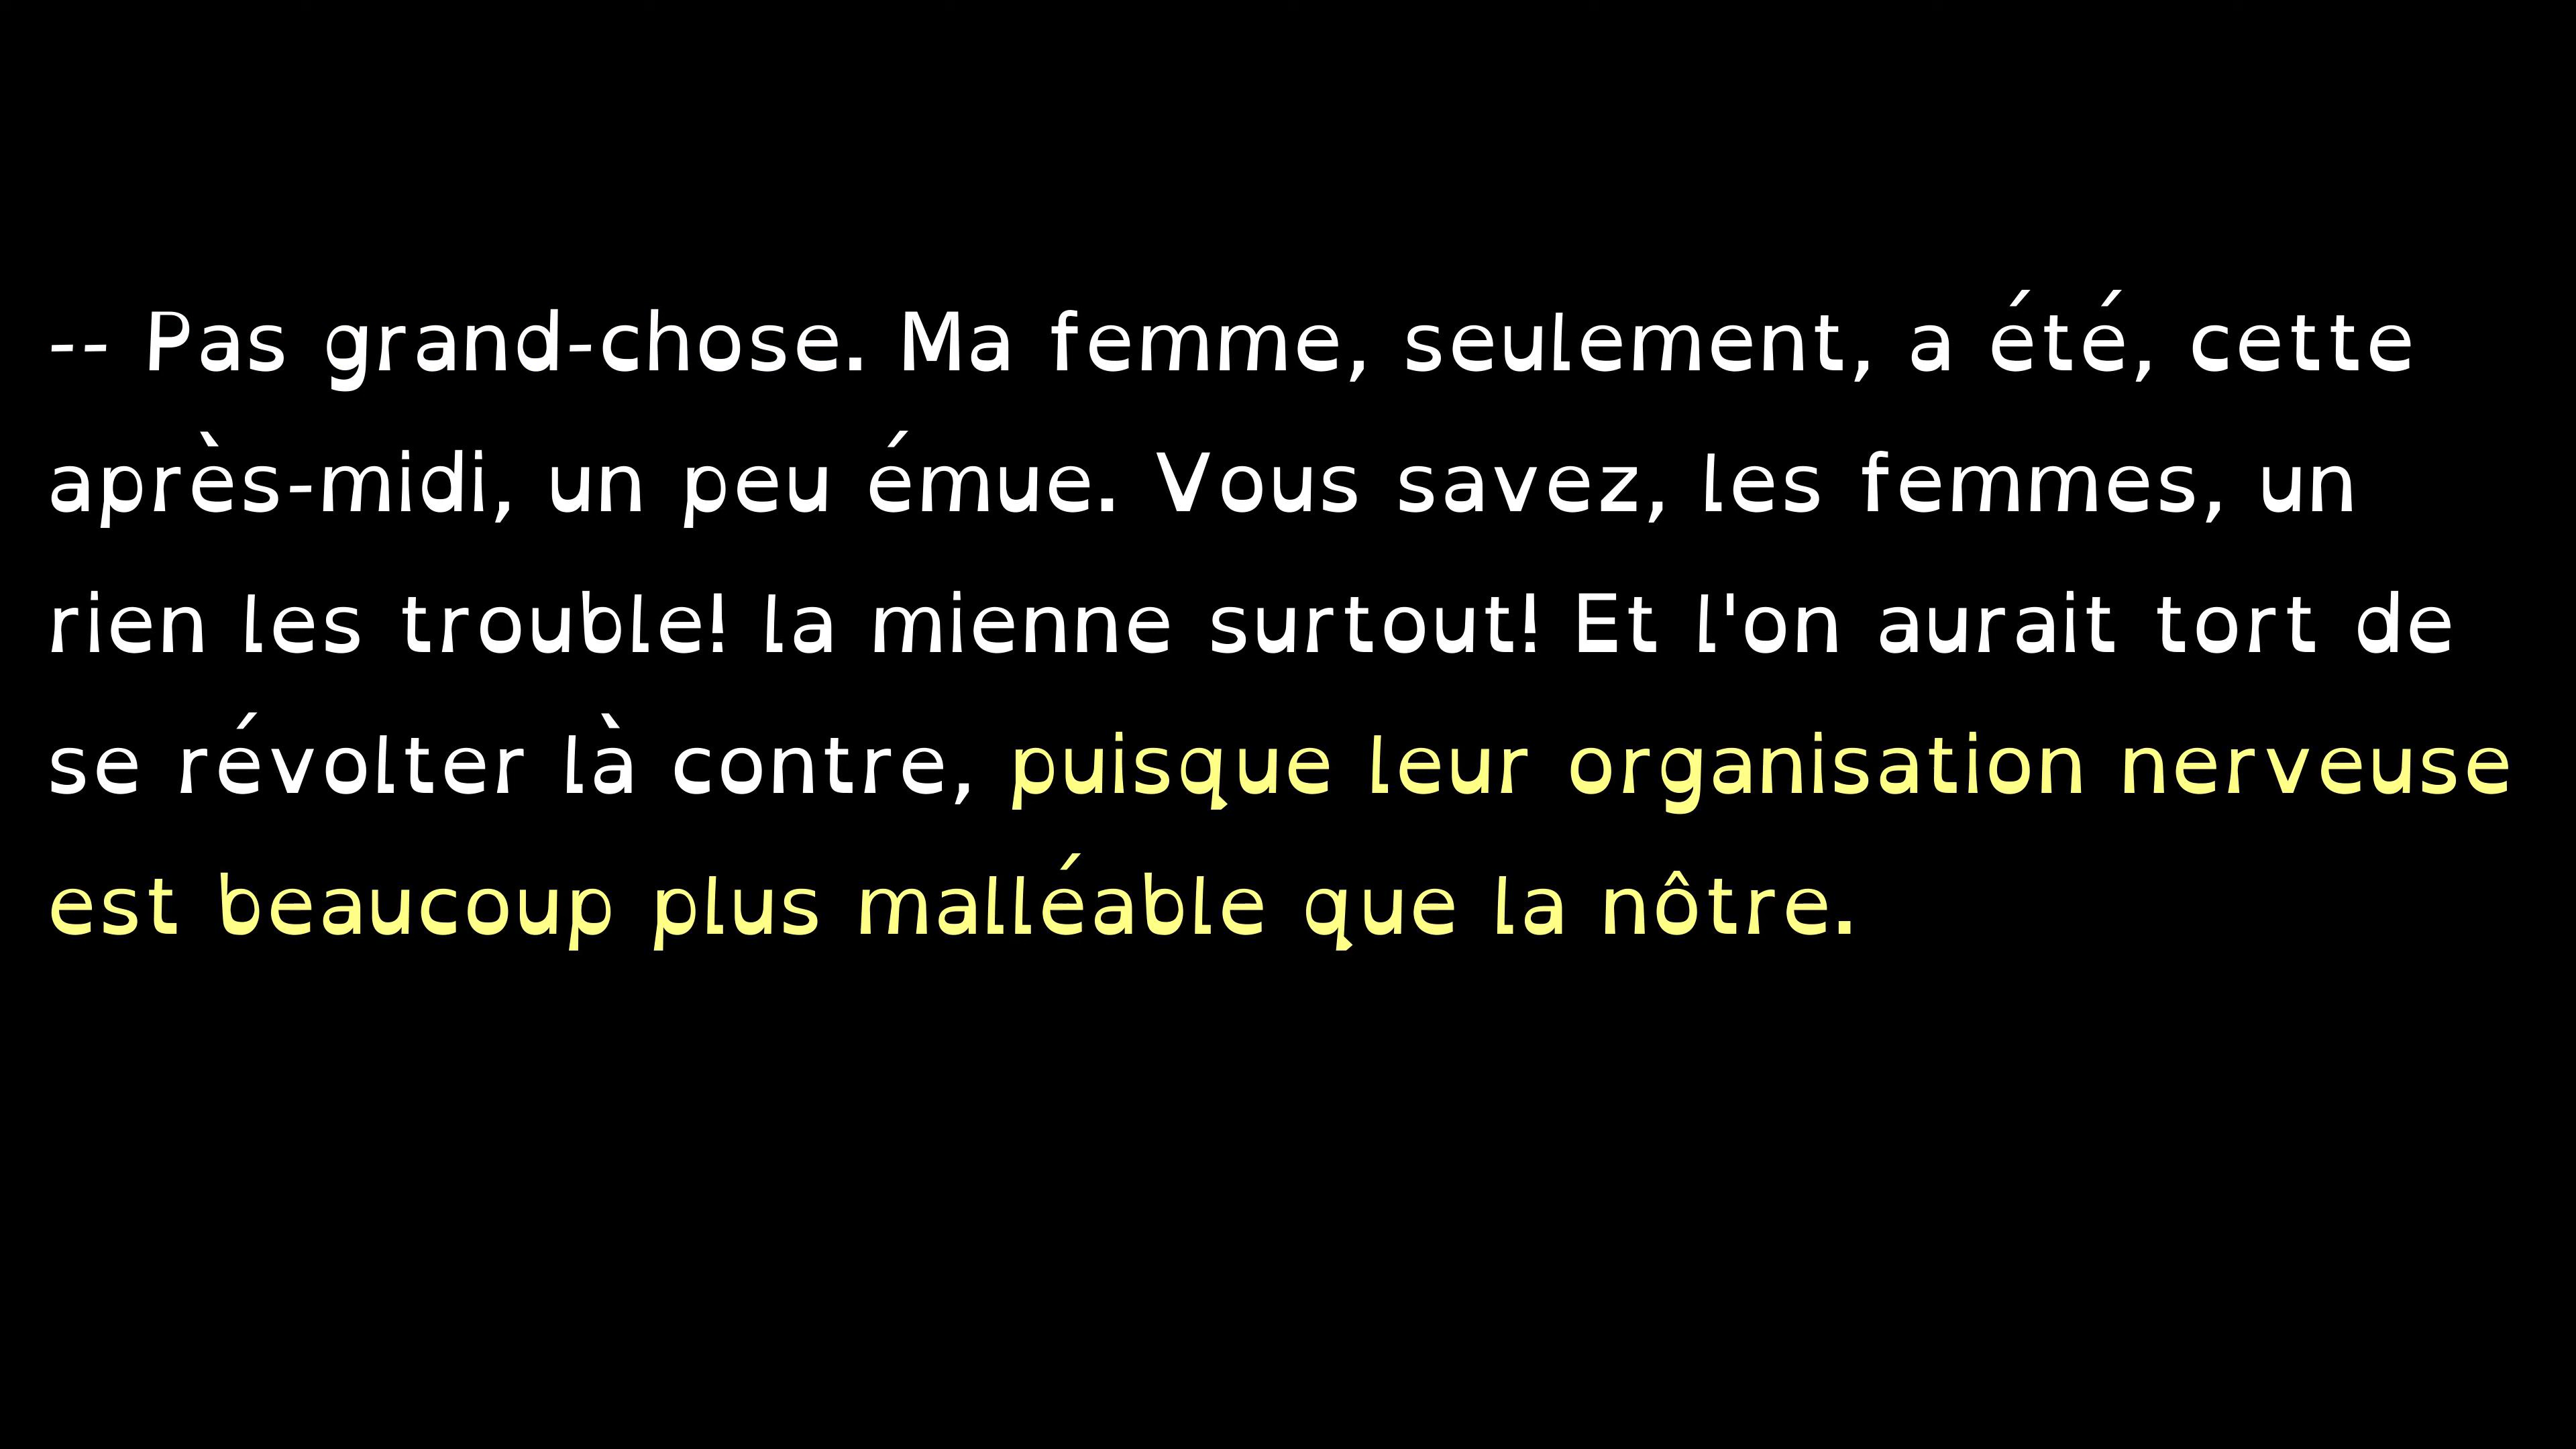 -- Pas grand-chose. Ma femme, seulement, a été, cette
après-midi, un peu émue. Vous savez, les femmes, un
rien les trouble! la mienne surtout! Et l'on aurait tort de
se révolter là contre, puisque leur organisation nerveuse
est beaucoup plus malléable que la nôtre.